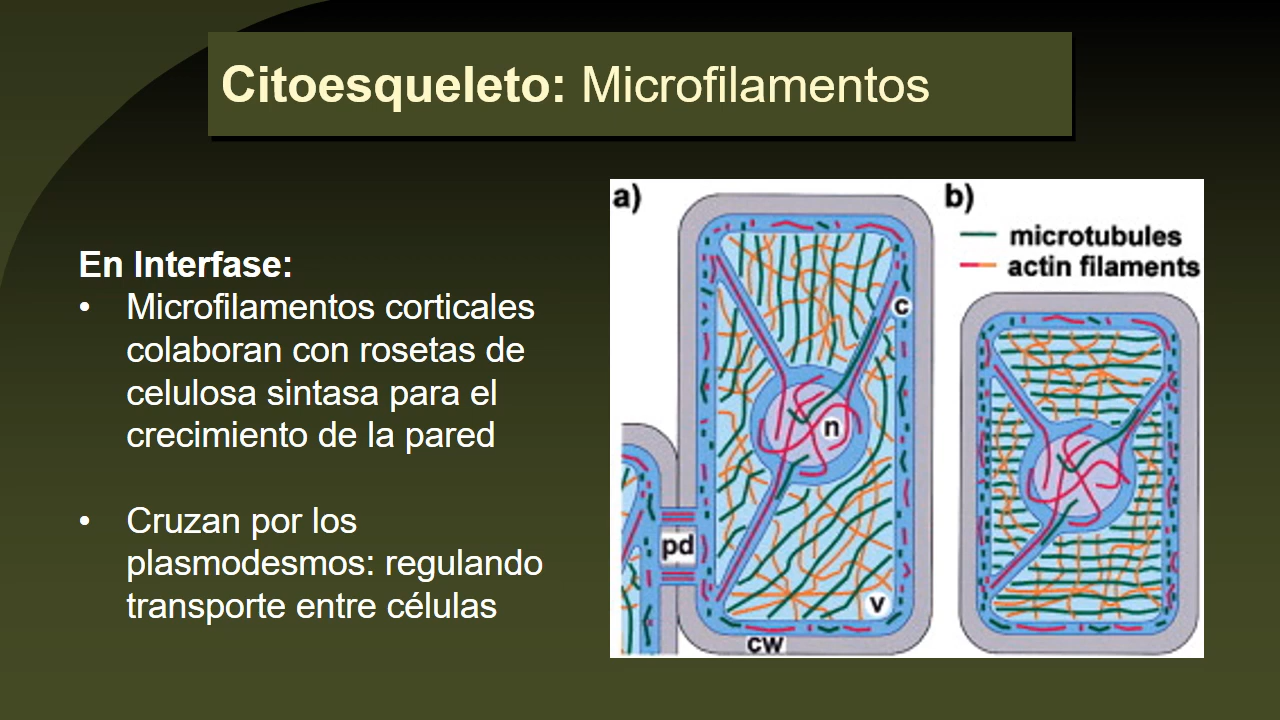 Citoesqueleto: Microfilamentos
En Interfase:
• Microfilamentos corticales
colaboran con rosetas de
celulosa sintasa para el
crecimiento de la pared
• Cruzan por los
plasmodesmos: regulando
transporte entre células
a)
b)
microtubules
actin filaments
c
n
pd
v
cw